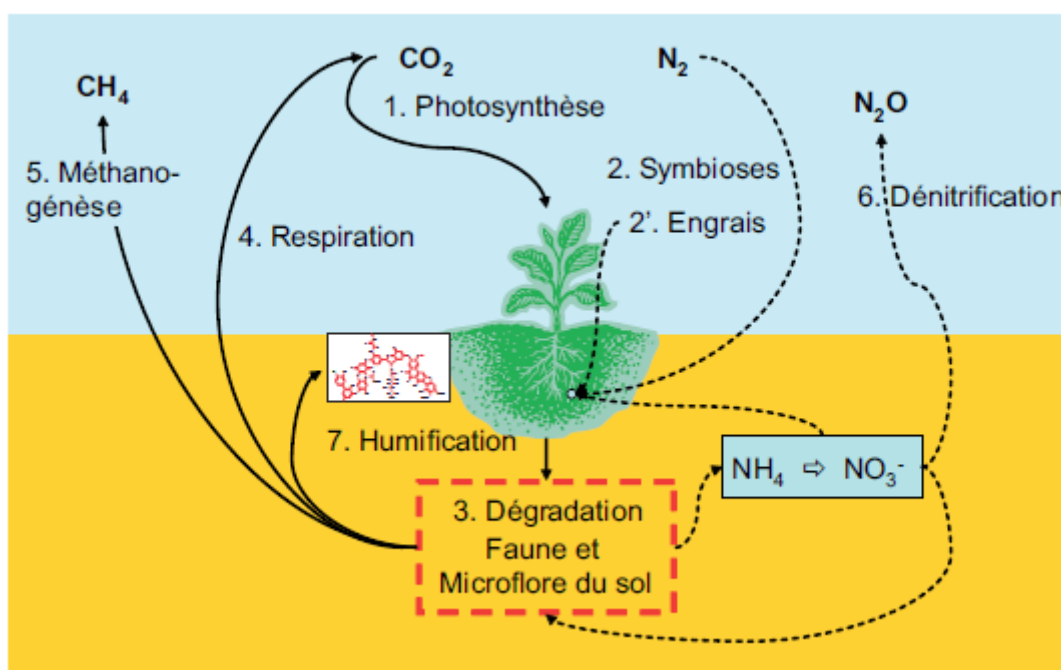 CO₂
N₂
CH₄
N₂O
1. Photosynthèse
5. Méthano-
génèse
2. Symbioses
6. Dénitrification
2'. Engrais
4. Respiration
7. Humification
NH₄ ⇨ NO₃⁻
3. Dégradation
Faune et
Microflore du sol